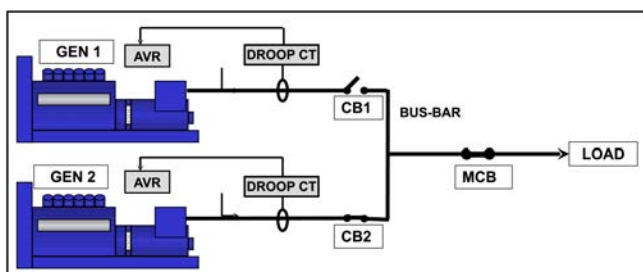 GEN 1
AVR
DROOP CT
CB1
BUS-BAR
GEN 2
AVR
DROOP CT
CB2
MCB
LOAD